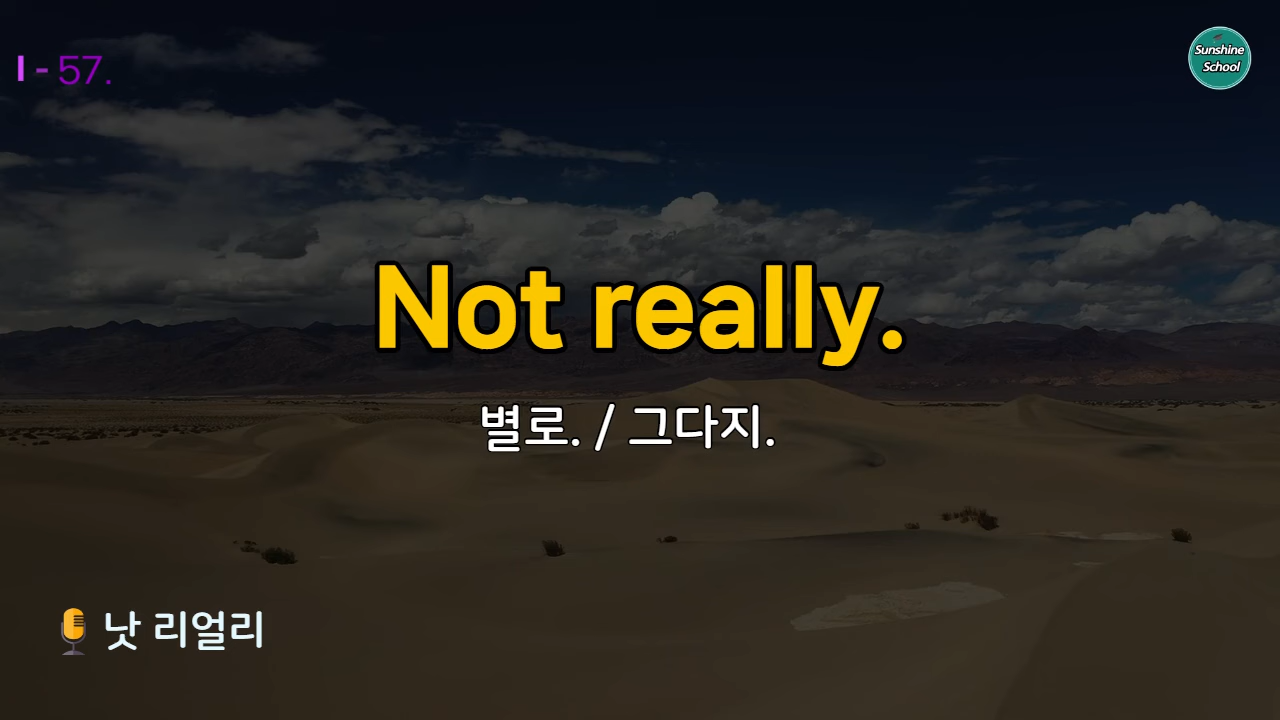 I - 57.
Sunshine
School
Not really.
별로. / 그다지.
낫 리얼리